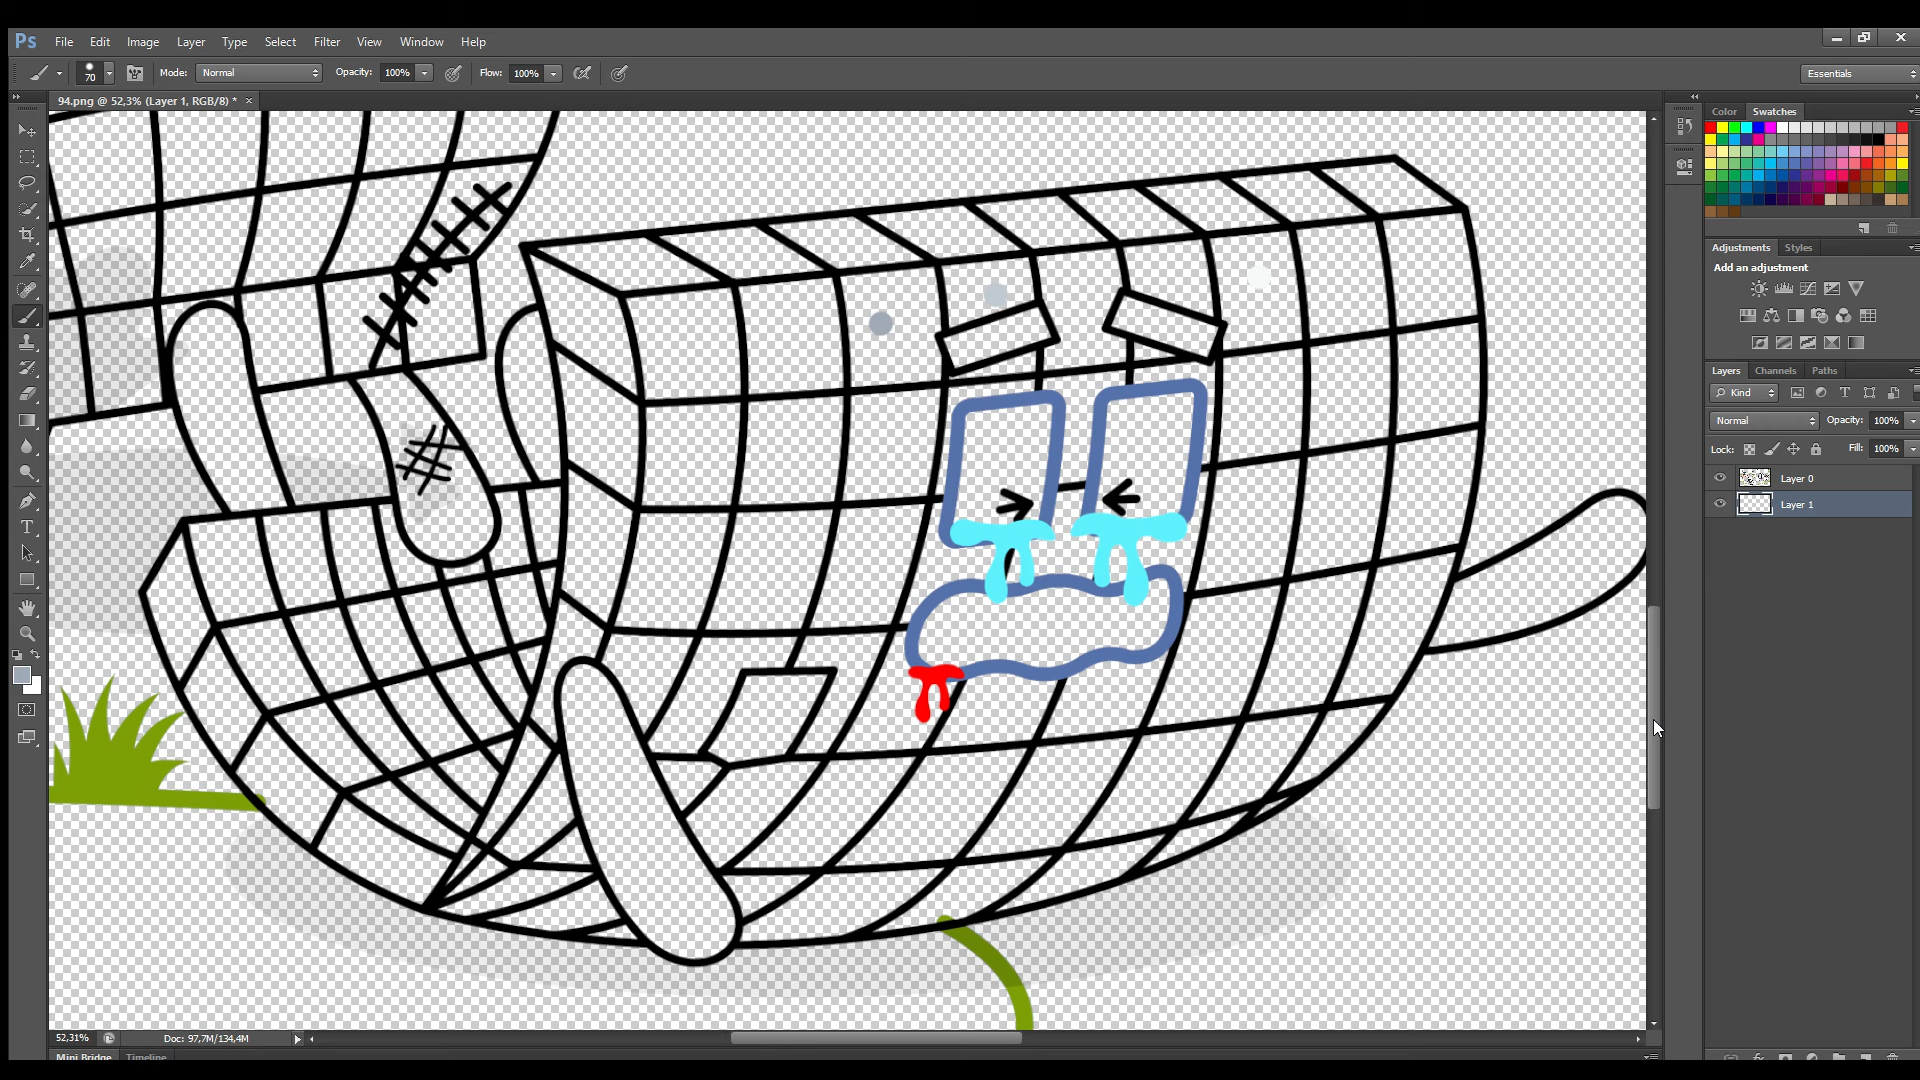 Ps File Edit Image Layer Type Select Filter View Window Help
70 Mode: Normal Opacity: 100% Flow: 100% Essentials
94.png @ 52,3% (Layer 1, RGB/8) * ×
Color Swatches
Adjustments Styles
Add an adjustment
Layers Channels Paths
Kind T
Normal Opacity: 100%
Lock: Fill: 100%
Layer 0
Layer 1
T
52,31% Doc: 97,7M/134,4M
Mini Bridge Timeline